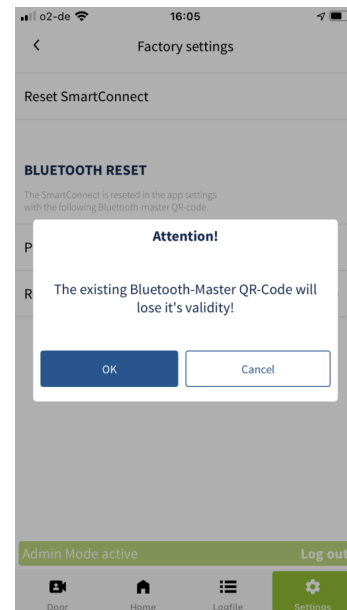 o2-de 16:05
Factory settings
Reset SmartConnect
BLUETOOTH RESET
The SmartConnect is reseted in the app settings
with the following Bluetooth-master QR-code.
P
Attention!
R
The existing Bluetooth-Master QR-Code will
lose it's validity!
OK Cancel
Admin Mode active Log out
Door Home Logfile Settings